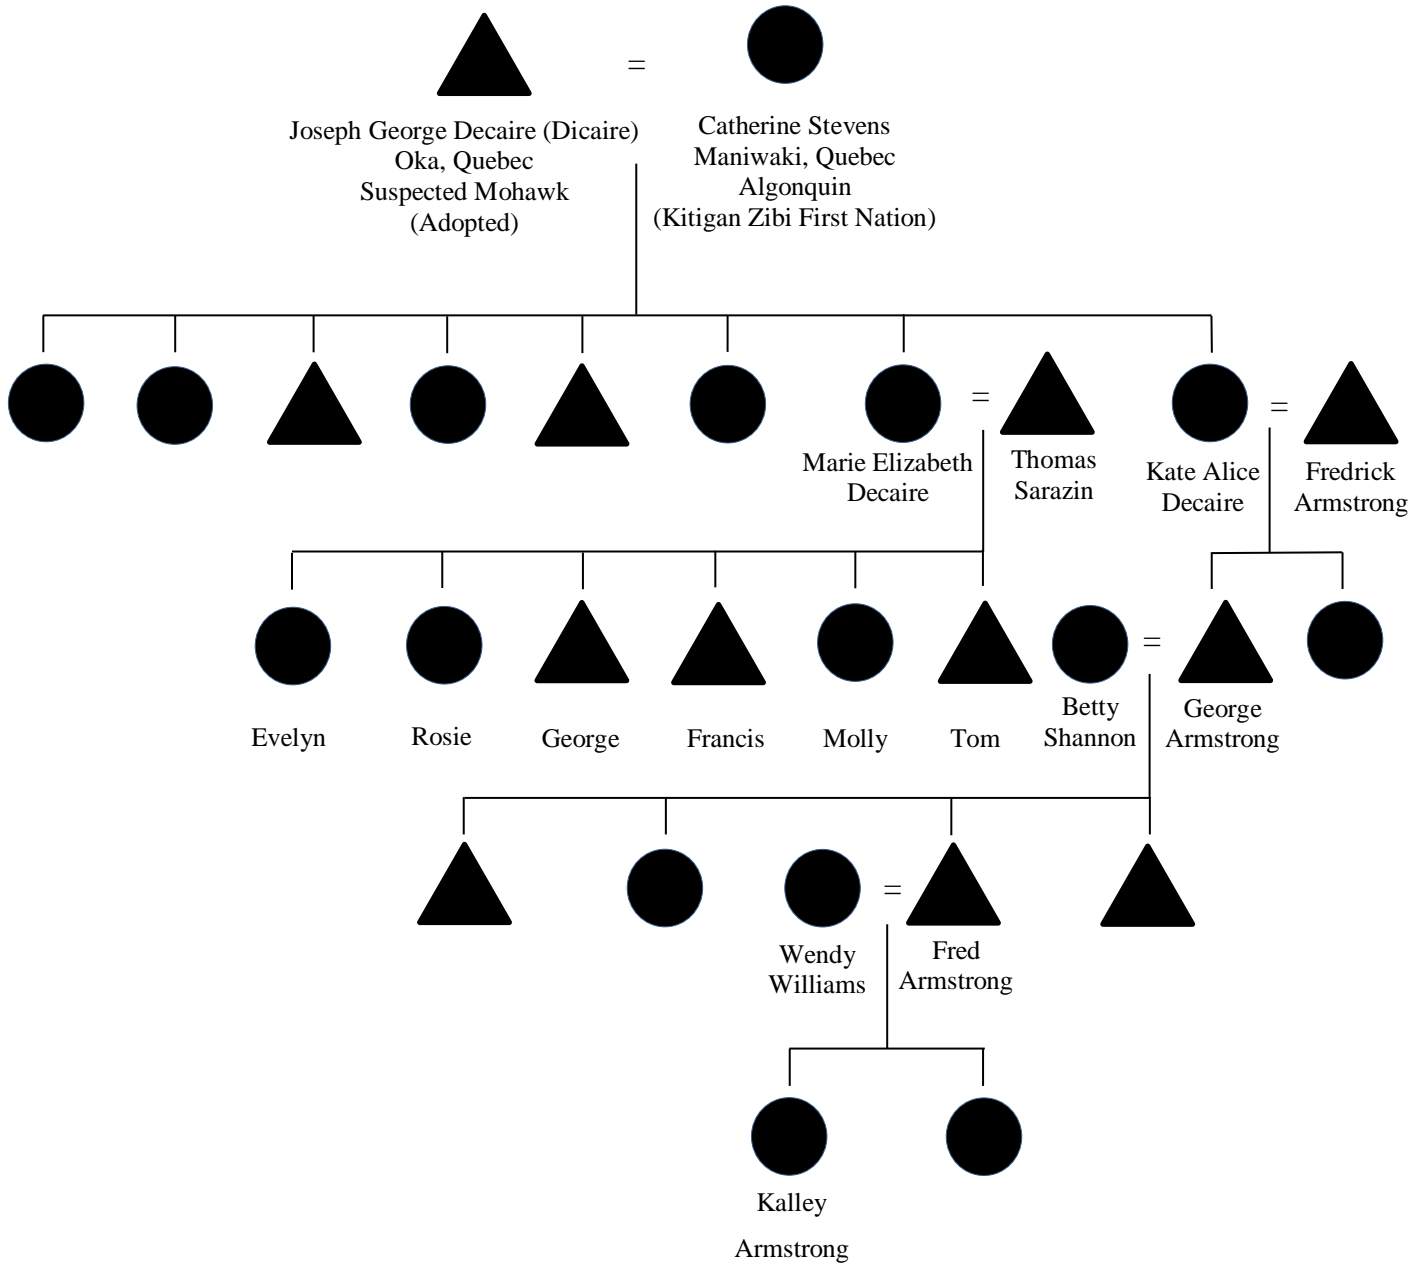 =
Joseph George Decaire (Dicaire)
Oka, Quebec
Suspected Mohawk
(Adopted)
Catherine Stevens
Maniwaki, Quebec
Algonquin
(Kitigan Zibi First Nation)
=
=
Marie Elizabeth
Decaire
Thomas
Sarazin
Kate Alice
Decaire
Fredrick
Armstrong
=
Evelyn
Rosie
George
Francis
Molly
Tom
Betty
Shannon
George
Armstrong
=
Wendy
Williams
Fred
Armstrong
Kalley
Armstrong